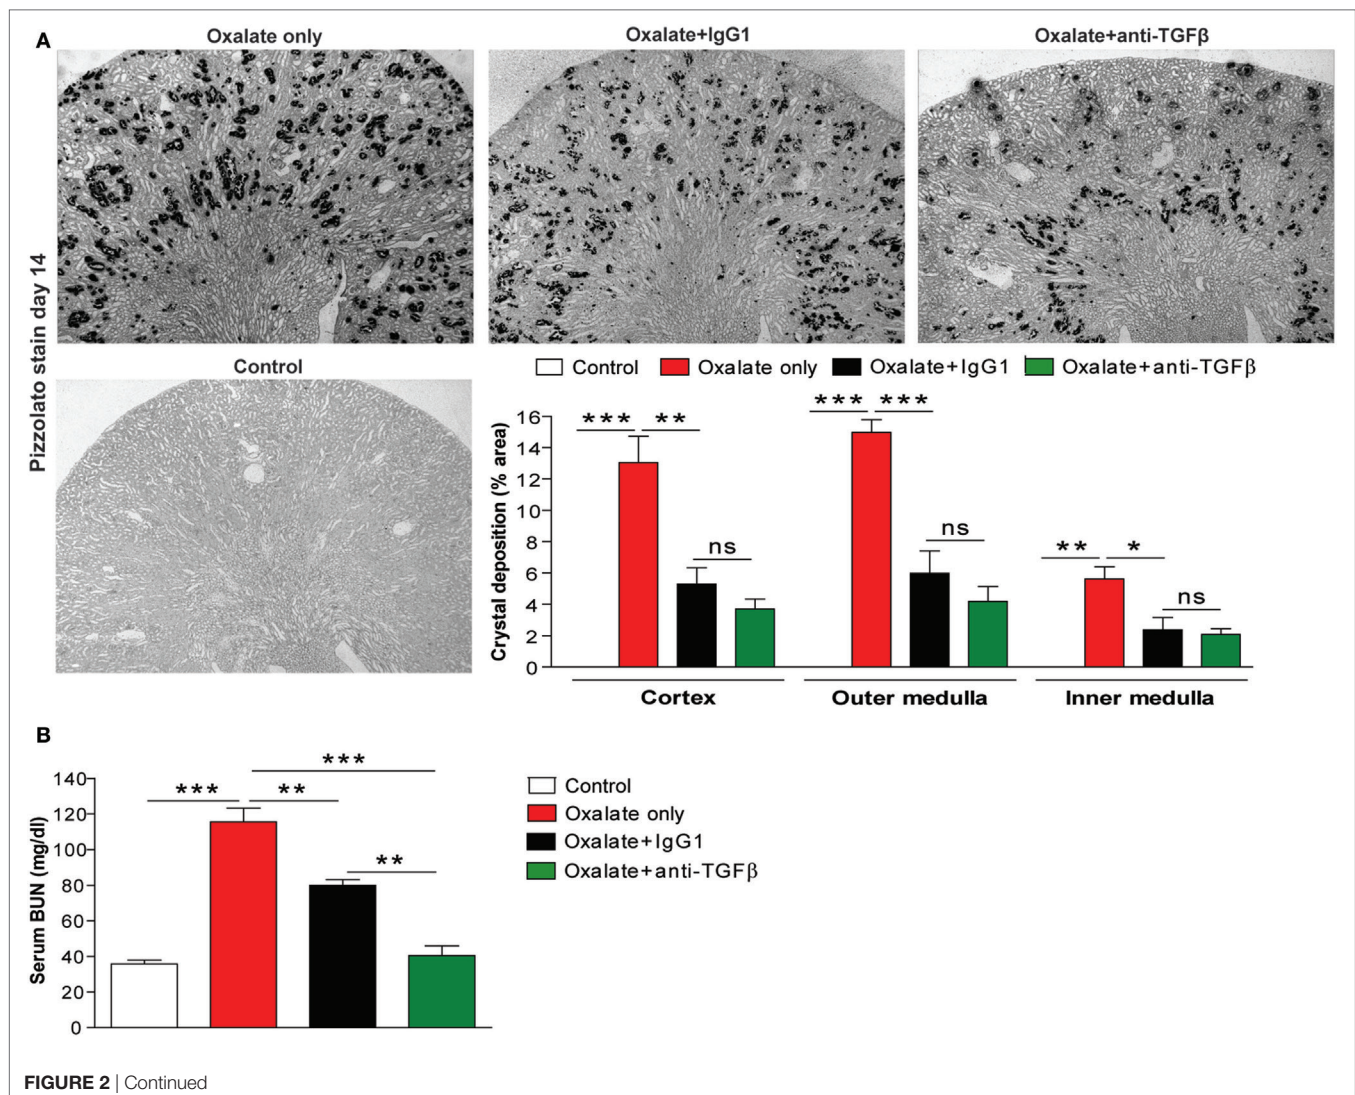 A
Oxalate only
Oxalate+IgG1
Oxalate+anti-TGFβ
Pizzolato stain day 14
Control
Control
Oxalate only
Oxalate+IgG1
Oxalate+anti-TGFβ
Crystal deposition (% area)
16
14
12
10
8
6
4
2
0
*** **
ns
*** ***
ns
** *
ns
Cortex
Outer medulla
Inner medulla
B
Serum BUN (mg/dl)
140
120
100
80
60
40
20
0
***
*** **
**
Control
Oxalate only
Oxalate+IgG1
Oxalate+anti-TGFβ
FIGURE 2 | Continued